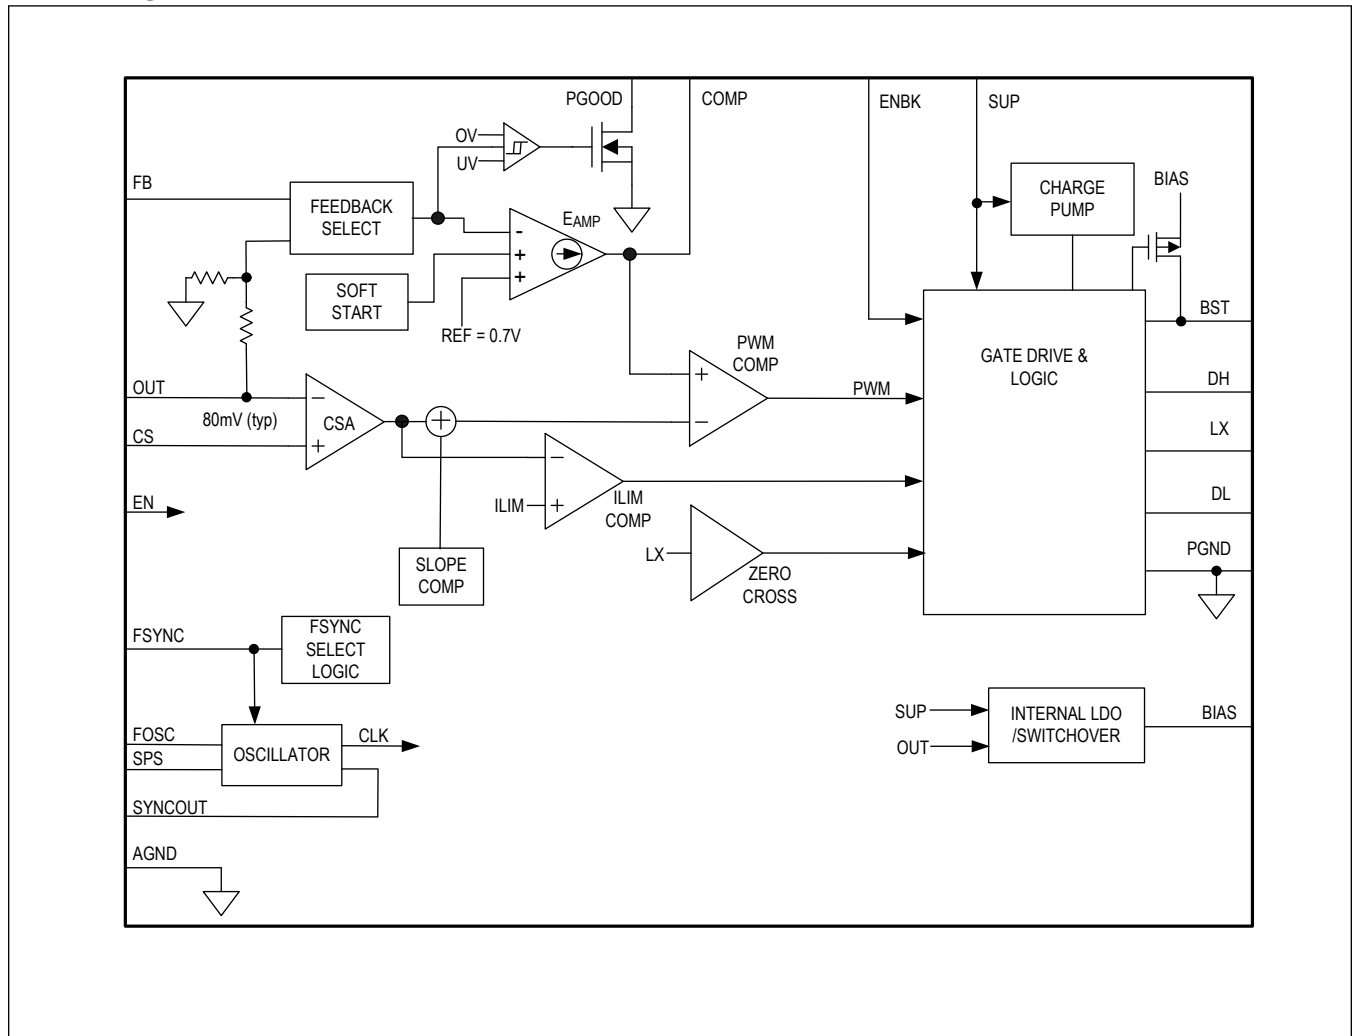 PGOOD
COMP
ENBK
SUP
OV
UV
FB
FEEDBACK
SELECT
EAMP
-
+
+
CHARGE
PUMP
BIAS
SOFT
START
REF = 0.7V
BST
PWM
COMP
GATE DRIVE &
LOGIC
OUT
80mV (typ)
CS
−
CSA
+
+
+
−
PWM
DH
LX
EN
ILIM
−
+
ILIM
COMP
DL
SLOPE
COMP
LX
ZERO
CROSS
PGND
FSYNC
FSYNC
SELECT
LOGIC
FOSC
SPS
OSCILLATOR
CLK
SYNCOUT
SUP
OUT
INTERNAL LDO
/SWITCHOVER
BIAS
AGND